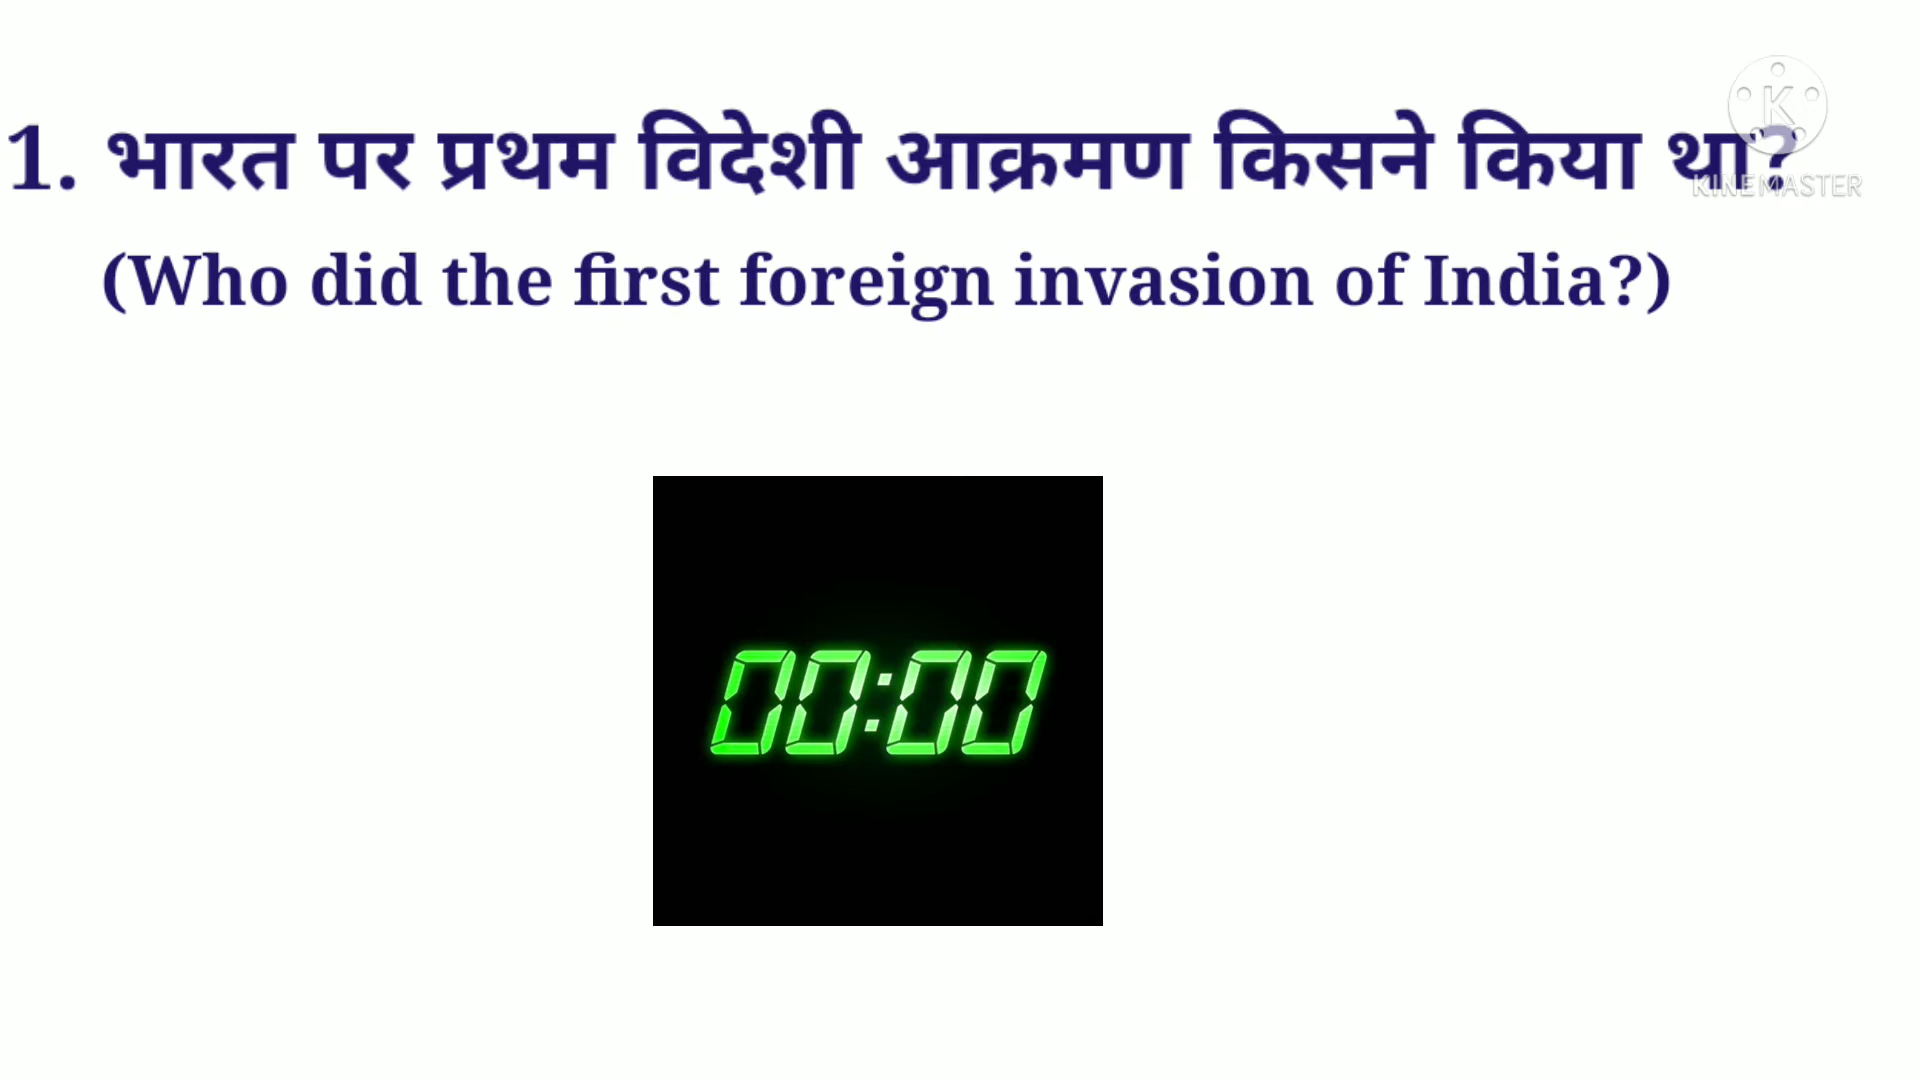 1. भारत पर प्रथम विदेशी आक्रमण किसने किया था?
(Who did the first foreign invasion of India?)
K
KINEMASTER
00:00